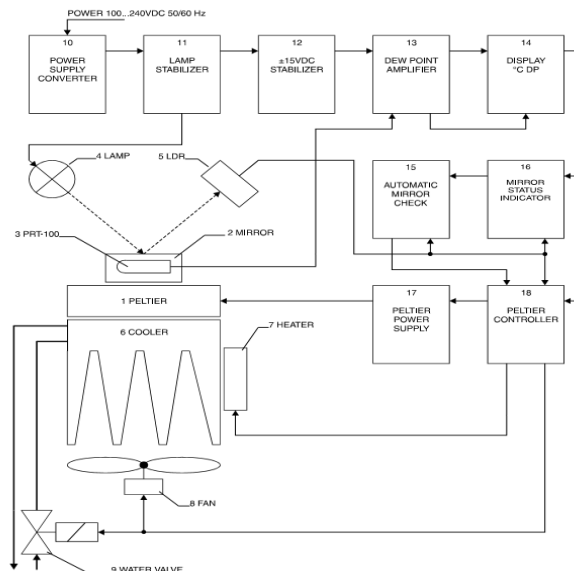 POWER 100...240VDC 50/60 Hz
10
POWER
SUPPLY
CONVERTER
11
LAMP
STABILIZER
12
±15VDC
STABILIZER
13
DEW POINT
AMPLIFIER
14
DISPLAY
°C DP
4 LAMP
5 LDR
15
AUTOMATIC
MIRROR
CHECK
16
MIRROR
STATUS
INDICATOR
3 PRT-100
2 MIRROR
1 PELTIER
17
PELTIER
POWER
SUPPLY
18
PELTIER
CONTROLLER
6 COOLER
7 HEATER
8 FAN
9 WATER VALVE